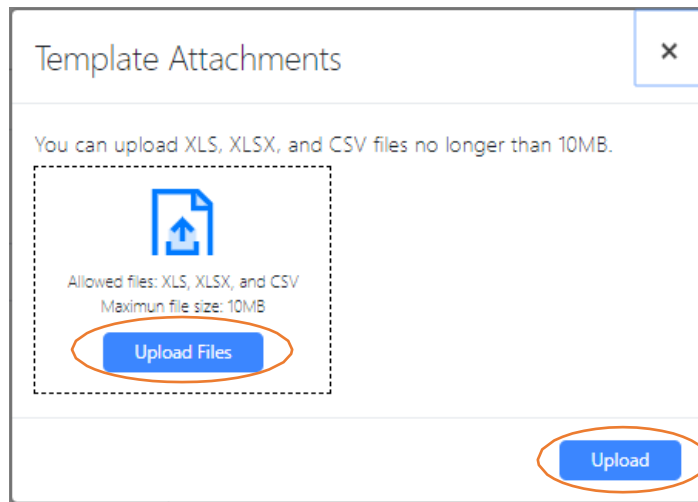 Template Attachments
You can upload XLS, XLSX, and CSV files no longer than 10MB.
Allowed files: XLS, XLSX, and CSV
Maximun file size: 10MB
Upload Files
Upload